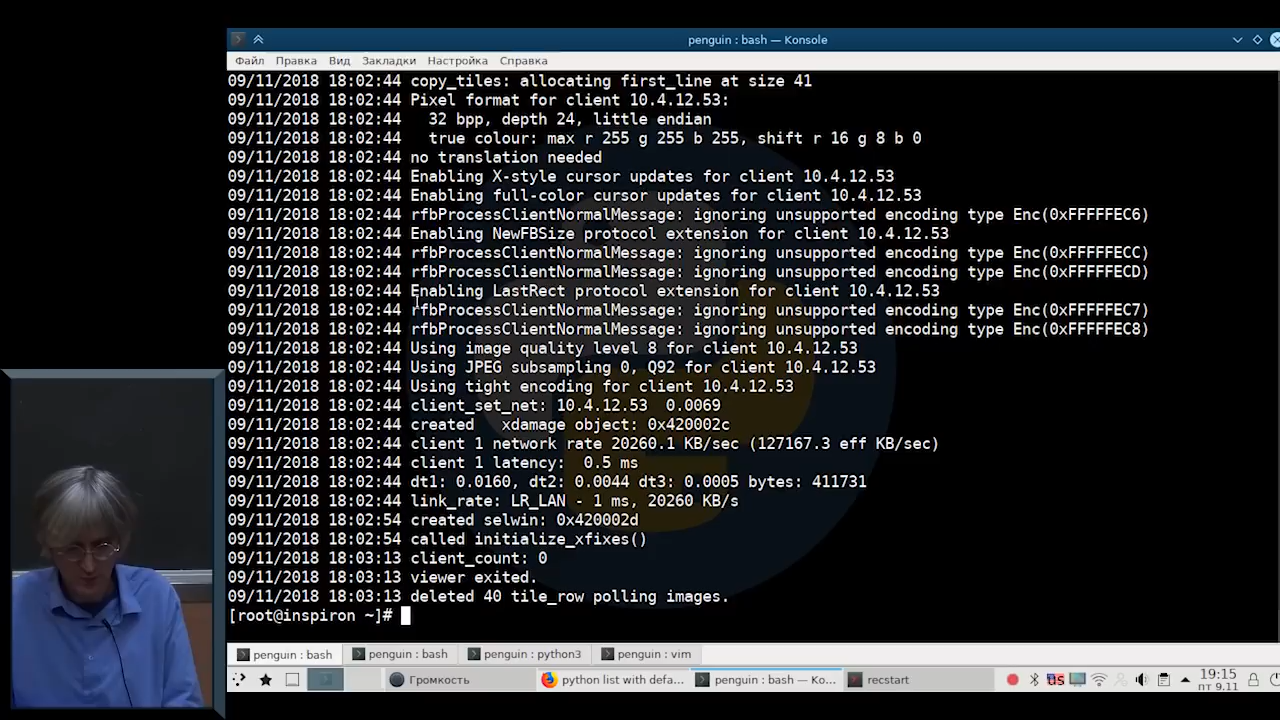 penguin : bash — Konsole
Файл Правка Вид Закладки Настройка Справка
09/11/2018 18:02:44 copy_tiles: allocating first_line at size 41
09/11/2018 18:02:44 Pixel format for client 10.4.12.53:
09/11/2018 18:02:44   32 bpp, depth 24, little endian
09/11/2018 18:02:44   true colour: max r 255 g 255 b 255, shift r 16 g 8 b 0
09/11/2018 18:02:44 no translation needed
09/11/2018 18:02:44 Enabling X-style cursor updates for client 10.4.12.53
09/11/2018 18:02:44 Enabling full-color cursor updates for client 10.4.12.53
09/11/2018 18:02:44 rfbProcessClientNormalMessage: ignoring unsupported encoding type Enc(0xFFFFFEC6)
09/11/2018 18:02:44 Enabling NewFBSize protocol extension for client 10.4.12.53
09/11/2018 18:02:44 rfbProcessClientNormalMessage: ignoring unsupported encoding type Enc(0xFFFFFECC)
09/11/2018 18:02:44 rfbProcessClientNormalMessage: ignoring unsupported encoding type Enc(0xFFFFFECD)
09/11/2018 18:02:44 Enabling LastRect protocol extension for client 10.4.12.53
09/11/2018 18:02:44 rfbProcessClientNormalMessage: ignoring unsupported encoding type Enc(0xFFFFFEC7)
09/11/2018 18:02:44 rfbProcessClientNormalMessage: ignoring unsupported encoding type Enc(0xFFFFFEC8)
09/11/2018 18:02:44 Using image quality level 8 for client 10.4.12.53
09/11/2018 18:02:44 Using JPEG subsampling 0, Q92 for client 10.4.12.53
09/11/2018 18:02:44 Using tight encoding for client 10.4.12.53
09/11/2018 18:02:44 client_set_net: 10.4.12.53  0.0069
09/11/2018 18:02:44 created   xdamage object: 0x420002c
09/11/2018 18:02:44 client 1 network rate 20260.1 KB/sec (127167.3 eff KB/sec)
09/11/2018 18:02:44 client 1 latency:  0.5 ms
09/11/2018 18:02:44 dt1: 0.0160, dt2: 0.0044 dt3: 0.0005 bytes: 411731
09/11/2018 18:02:44 link_rate: LR_LAN - 1 ms, 20260 KB/s
09/11/2018 18:02:54 created selwin: 0x420002d
09/11/2018 18:02:54 called initialize_xfixes()
09/11/2018 18:03:13 client_count: 0
09/11/2018 18:03:13 viewer exited.
09/11/2018 18:03:13 deleted 40 tile_row polling images.
[root@inspiron ~]#
penguin : bash penguin : bash penguin : python3 penguin : vim
Громкость python list with defa... penguin : bash — Ko... recstart us 19:15
пт 9.11